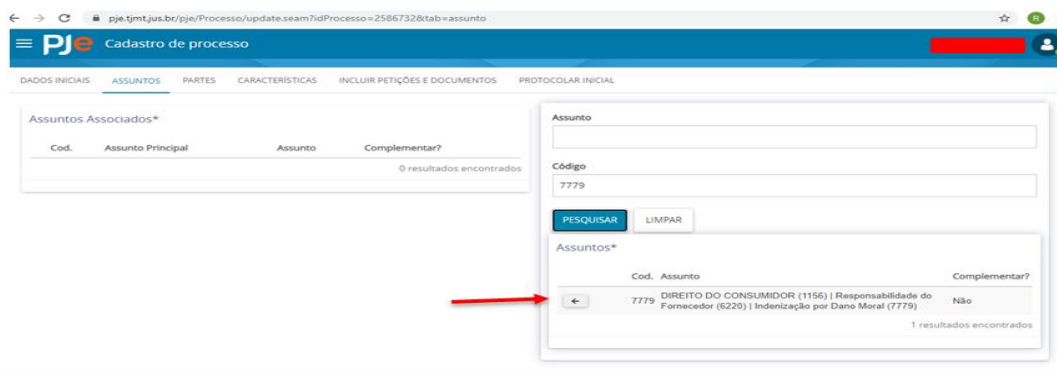 pje.tjmt.jus.br/pje/Processo/update.seam?idProcesso=2586732&tab=assunto
R
PJe Cadastro de processo
DADOS INICIAIS ASSUNTOS PARTES CARACTERÍSTICAS INCLUIR PETIÇÕES E DOCUMENTOS PROTOCOLAR INICIAL
Assuntos Associados*
Cod. Assunto Principal Assunto Complementar?
0 resultados encontrados
Assunto
Código
7779
PESQUISAR LIMPAR
Assuntos*
Cod. Assunto Complementar?
7779 DIREITO DO CONSUMIDOR (1156) | Responsabilidade do Não
Fornecedor (6220) | Indenização por Dano Moral (7779)
1 resultados encontrados